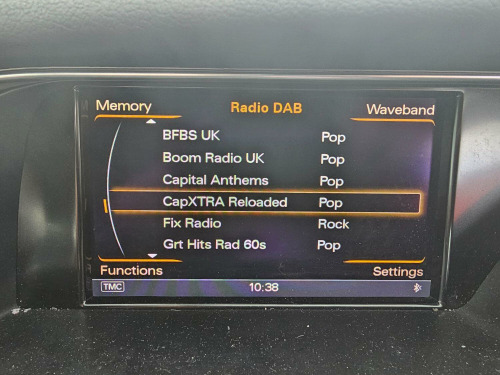 Memory Radio DAB Waveband
BFBS UK Pop
Boom Radio UK Pop
Capital Anthems Pop
CapXTRA Reloaded Pop
Fix Radio Rock
Grt Hits Rad 60s Pop
Functions Settings
TMC 10:38